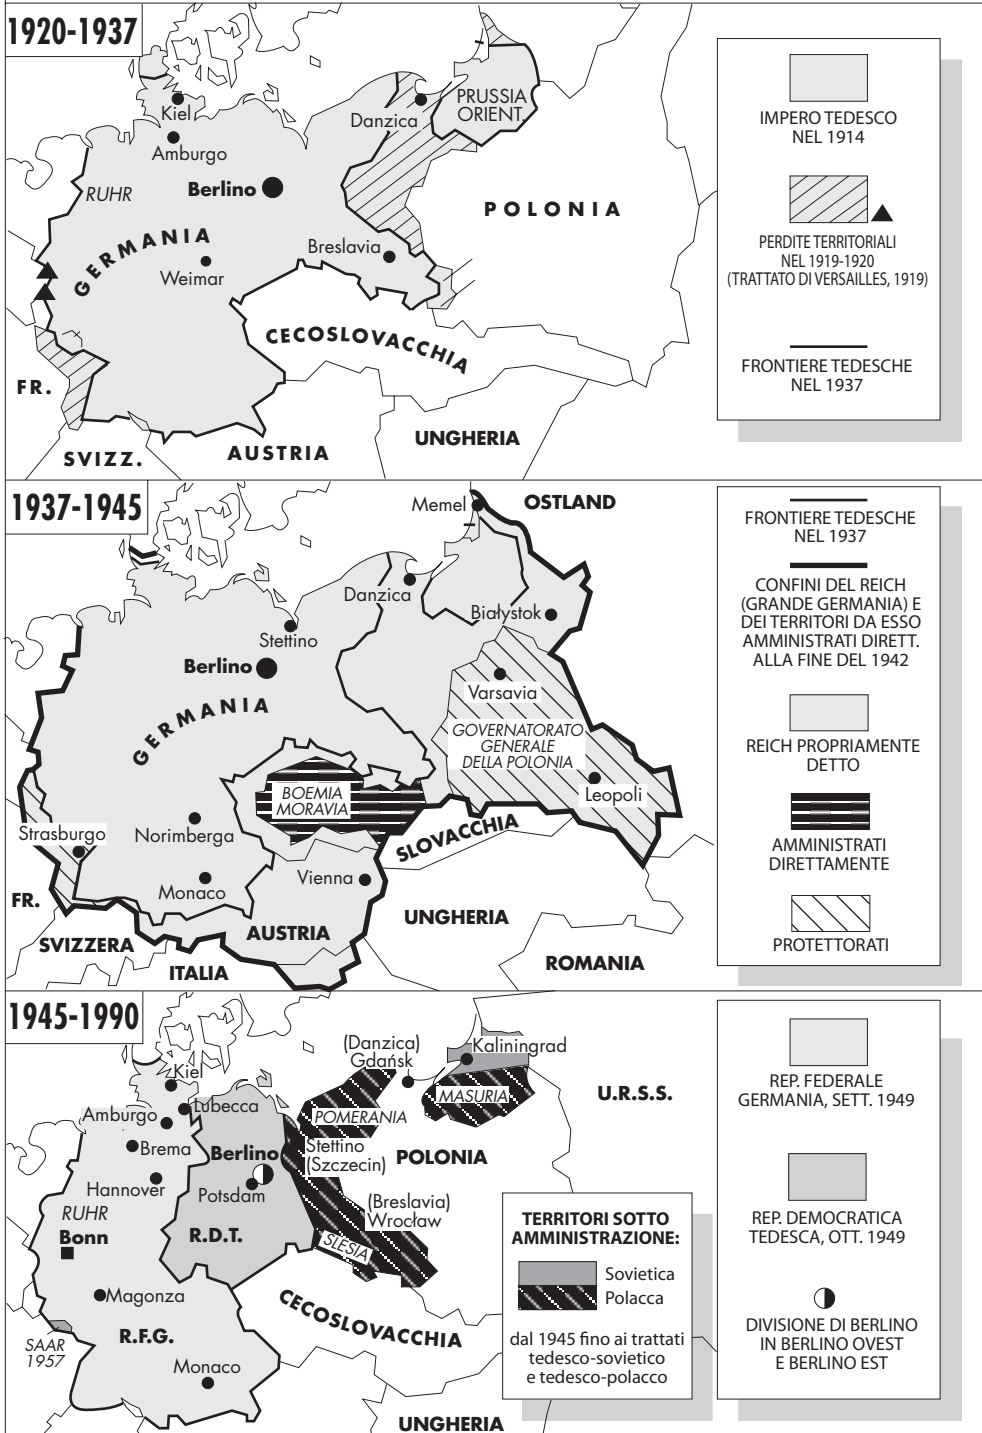 1920-1937
Kiel
Amburgo
RUHR
Berlino
GERMANIA
Weimar
Breslavia
Danzica
PRUSSIA
ORIENT.
POLONIA
CECOSLOVACCHIA
FR.
SVIZZ.
AUSTRIA
UNGHERIA
IMPERO TEDESCO
NEL 1914
PERDITE TERRITORIALI
NEL 1919-1920
(TRATTATO DI VERSAILLES, 1919)
FRONTIERE TEDESCHE
NEL 1937
1937-1945
Memel
OSTLAND
Danzica
Białystok
Stettino
Berlino
Varsavia
GERMANIA
GOVERNATORATO
GENERALE
DELLA POLONIA
BOEMIA
MORAVIA
Leopoli
Strasburgo
Norimberga
SLOVACCHIA
Monaco
Vienna
FR.
SVIZZERA
AUSTRIA
ITALIA
UNGHERIA
ROMANIA
FRONTIERE TEDESCHE
NEL 1937
CONFINI DEL REICH
(GRANDE GERMANIA) E
DEI TERRITORI DA ESSO
AMMINISTRATI DIRETT.
ALLA FINE DEL 1942
REICH PROPRIAMENTE
DETTO
AMMINISTRATI
DIRETTAMENTE
PROTETTORATI
1945-1990
(Danzica)
Gdańsk
Kaliningrad
Kiel
MASURIA
U.R.S.S.
Lubecca
Amburgo
POMERANIA
Brema
Berlino
Stettino
(Szczecin)
POLONIA
Hannover
Potsdam
RUHR
(Breslavia)
Wrocław
Bonn
R.D.T.
SLESIA
Magonza
CECOSLOVACCHIA
R.F.G.
SAAR
1957
Monaco
UNGHERIA
TERRITORI SOTTO
AMMINISTRAZIONE:
Sovietica
Polacca
dal 1945 fino ai trattati
tedesco-sovietico
e tedesco-polacco
REP. FEDERALE
GERMANIA, SETT. 1949
REP. DEMOCRATICA
TEDESCA, OTT. 1949
DIVISIONE DI BERLINO
IN BERLINO OVEST
E BERLINO EST